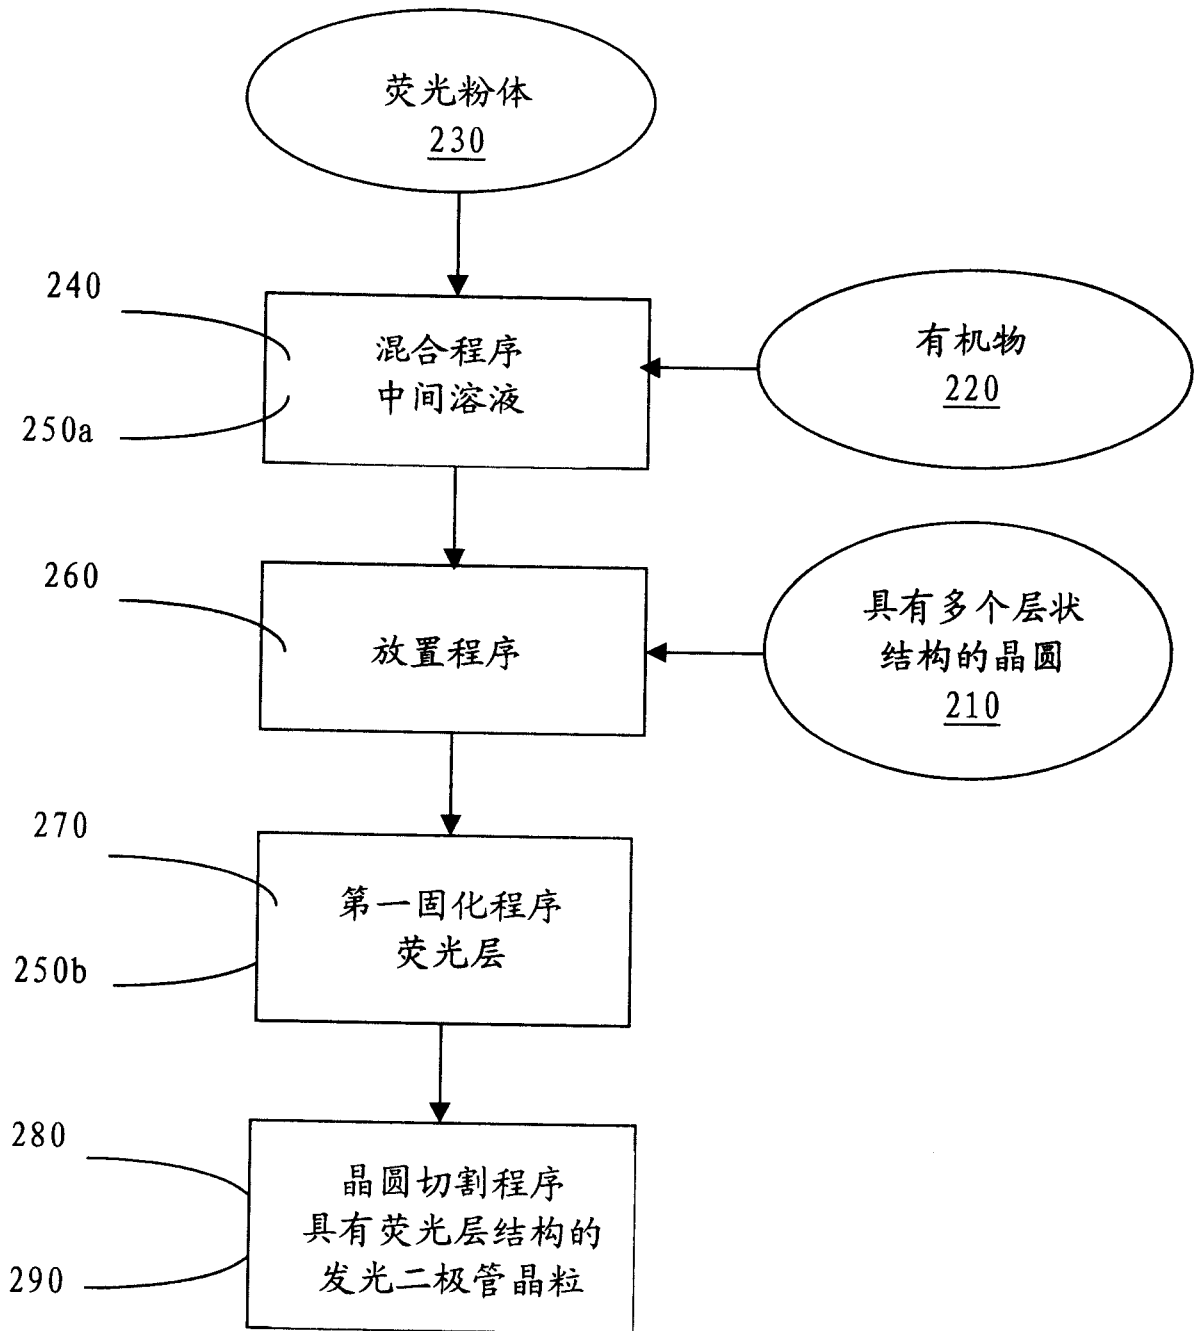 荧光粉体
230
240
混合程序
中间溶液
250a
有机物
220
260
放置程序
具有多个层状
结构的晶圆
210
270
第一固化程序
荧光层
250b
280
晶圆切割程序
具有荧光层结构的
发光二极管晶粒
290